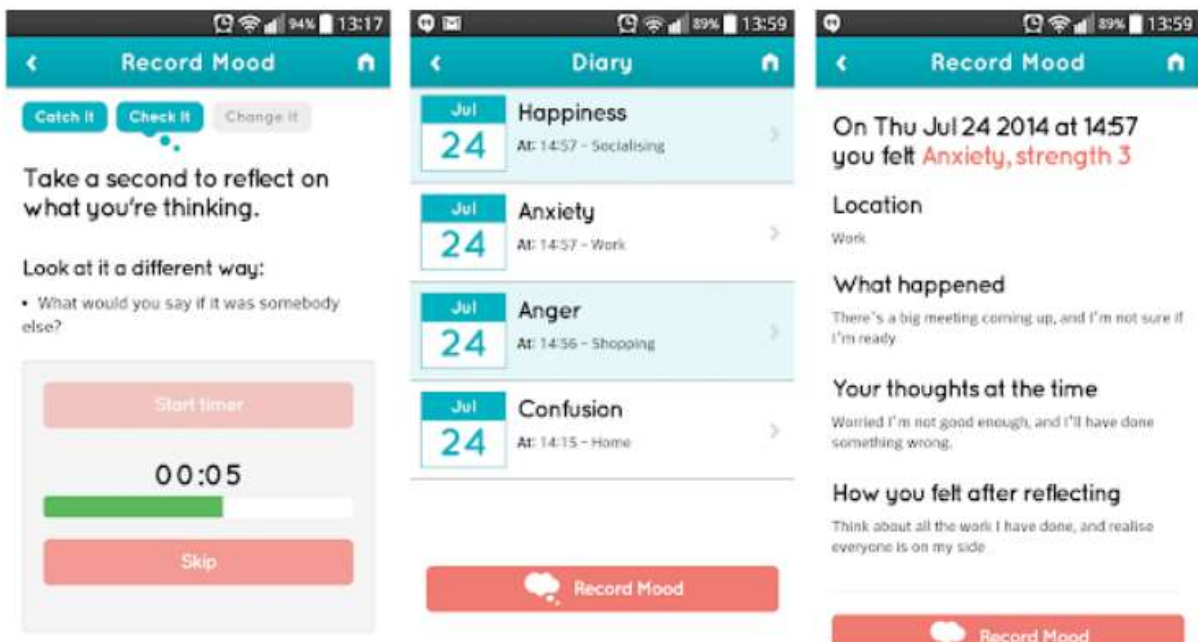 94% 13:17
Record Mood
Catch It Check It Change it
Take a second to reflect on
what you're thinking.
Look at it a different way:
• What would you say if it was somebody
else?
Start timer
00:05
Skip
89% 13:59
Diary
Jul
24
Happiness
At: 14:57 - Socialising
Jul
24
Anxiety
At: 14:57 - Work
Jul
24
Anger
At: 14:56 - Shopping
Jul
24
Confusion
At: 14:15 - Home
Record Mood
89% 13:59
Record Mood
On Thu Jul 24 2014 at 14:57
you felt Anxiety, strength 3
Location
Work
What happened
There's a big meeting coming up, and I'm not sure if
I'm ready
Your thoughts at the time
Worried I'm not good enough, and I'll have done
something wrong.
How you felt after reflecting
Think about all the work I have done, and realise
everyone is on my side
Record Mood